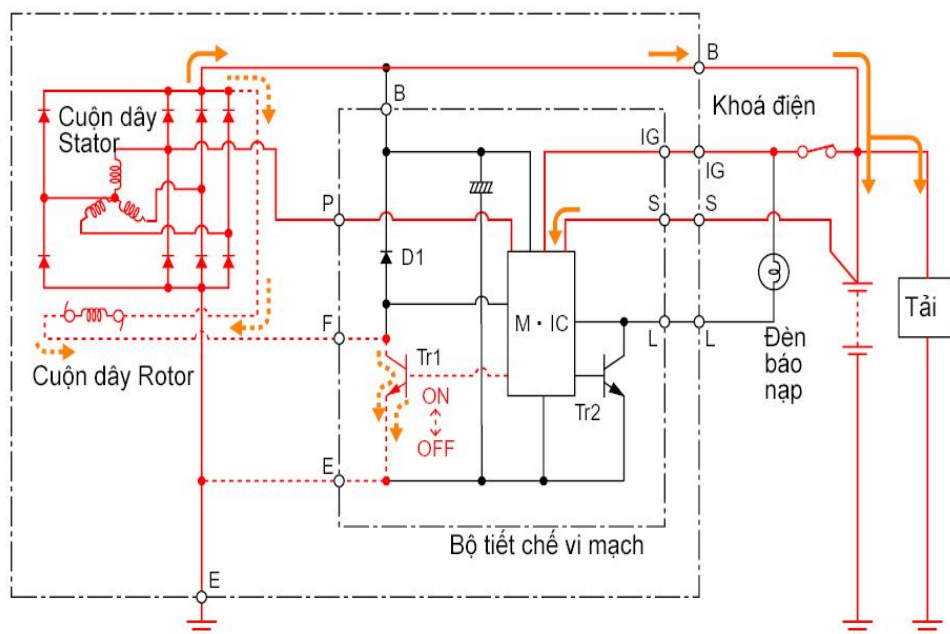 B
Cuộn dây
Stator
B
Khoá điện
IG
IG
P
S
S
D1
M · IC
Tải
F
L
L
Đèn
báo
nạp
Tr1
Cuộn dây Rotor
ON
OFF
Tr2
E
Bộ tiết chế vi mạch
E